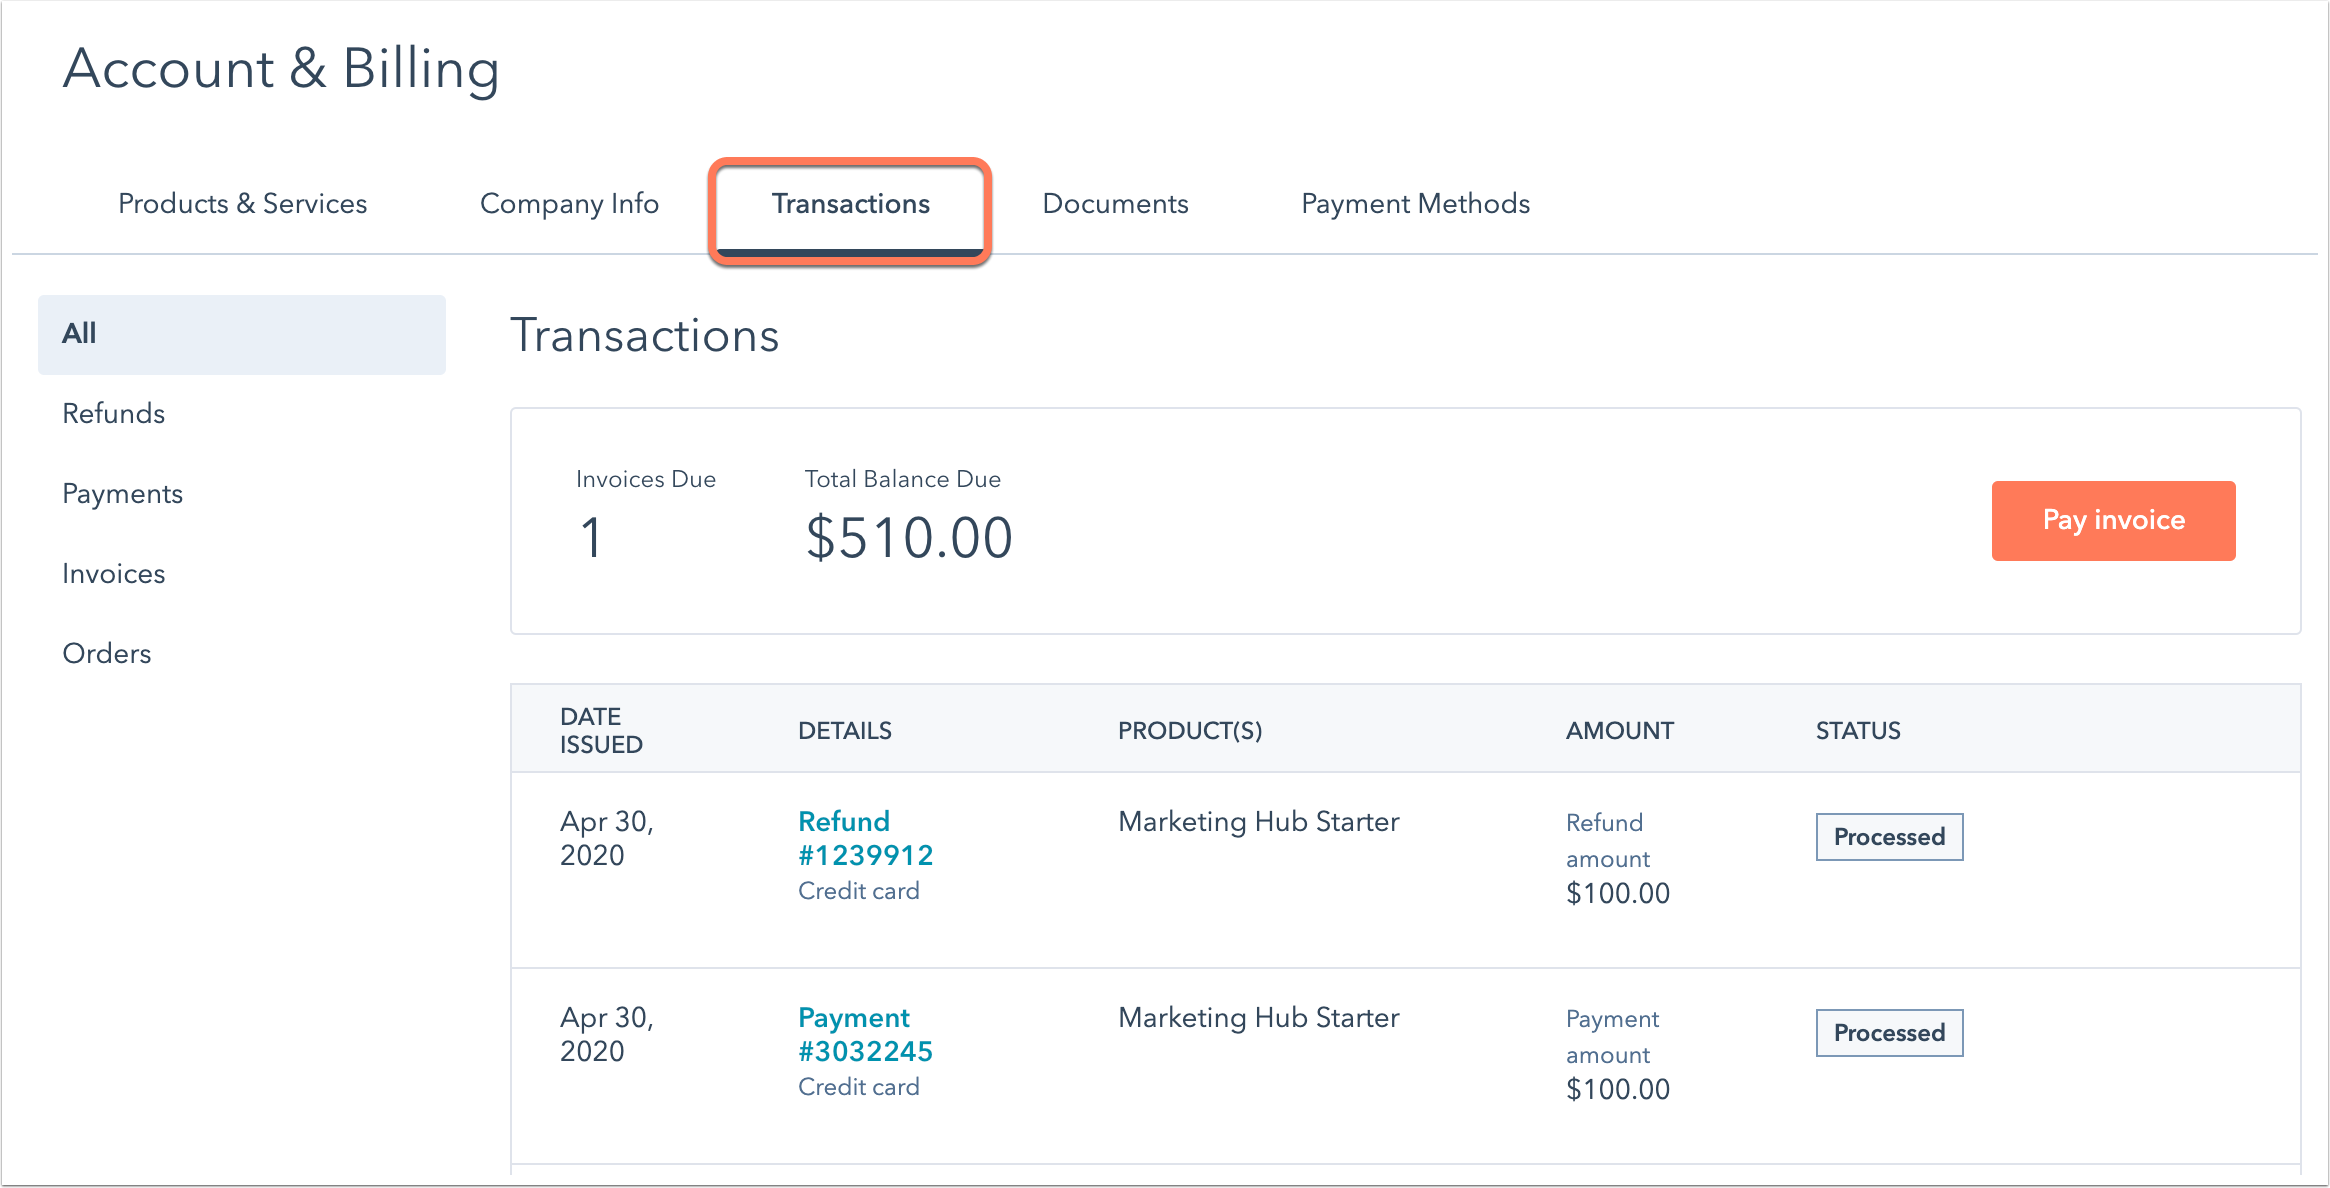 Account & Billing
Products & Services
Company Info
Transactions
Documents
Payment Methods
All
Refunds
Payments
Invoices
Orders
Transactions
Invoices Due
1
Total Balance Due
$510.00
Pay invoice
DATE
ISSUED
DETAILS
PRODUCT(S)
AMOUNT
STATUS
Apr 30,
2020
Refund
#1239912
Credit card
Marketing Hub Starter
Refund
amount
$100.00
Processed
Apr 30,
2020
Payment
#3032245
Credit card
Marketing Hub Starter
Payment
amount
$100.00
Processed